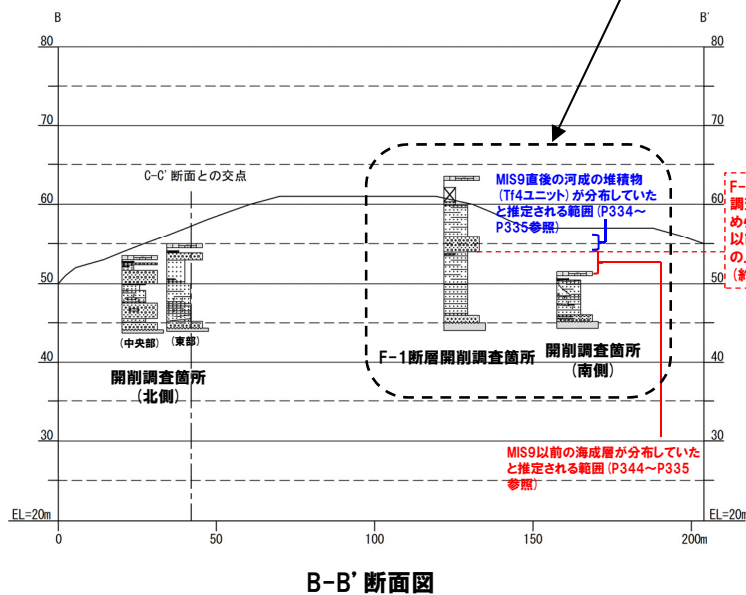 B
B'
80
80
70
70
60
60
50
50
40
40
30
30
EL=20m
EL=20m
C-C' 断面との交点
MIS9直後の河成の堆積物
(Tf4ユニット)が分布していた
と推定される範囲(P334～
P335参照)
F-
調査
以前
の
(中央部)
(東部)
開削調査箇所
(北側)
F-1断層開削調査箇所
開削調査箇所
(南側)
MIS9以前の海成層が分布していた
と推定される範囲(P344～P335
参照)
0
50
100
150
200m
B-B' 断面図